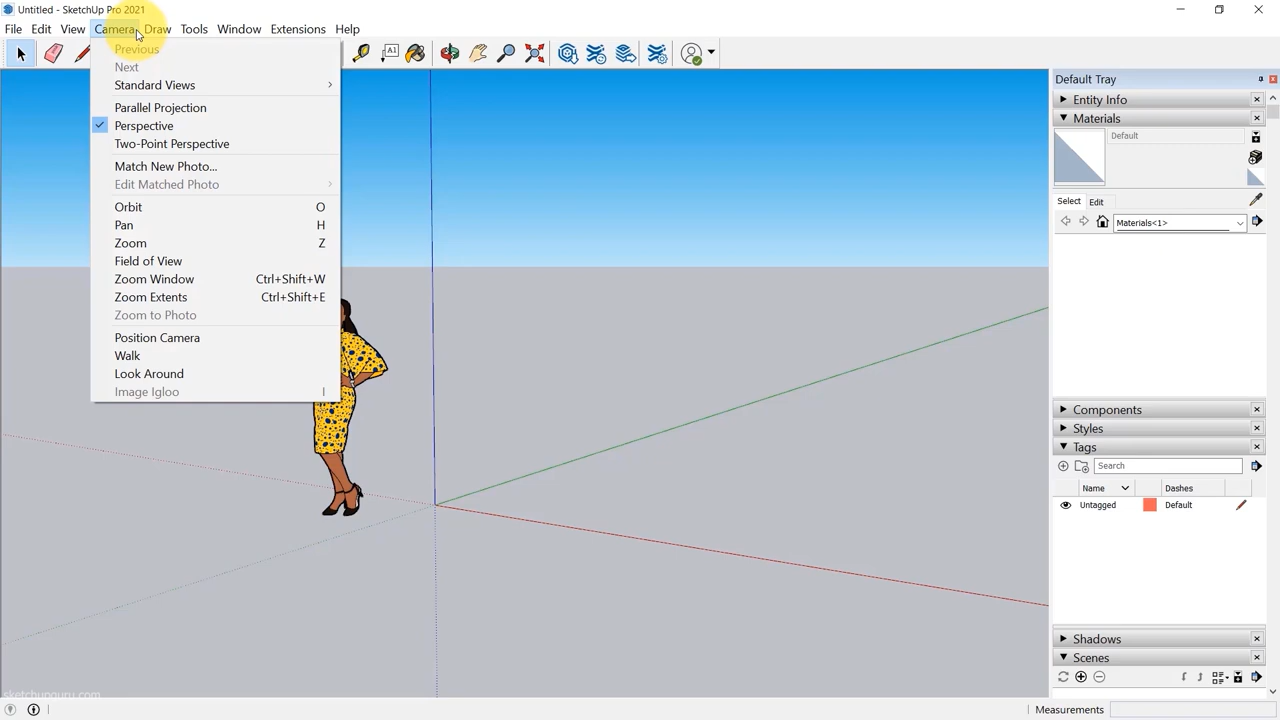 Untitled - SketchUp Pro 2021
File Edit View Camera Draw Tools Window Extensions Help
Previous
Next
Standard Views
Parallel Projection
Perspective
Two-Point Perspective
Match New Photo...
Edit Matched Photo
Orbit O
Pan H
Zoom Z
Field of View
Zoom Window Ctrl+Shift+W
Zoom Extents Ctrl+Shift+E
Zoom to Photo
Position Camera
Walk
Look Around
Image Igloo I
Default Tray
Entity Info
Materials
Default
Select Edit
Materials<1>
Components
Styles
Tags
Search
Name Dashes
Untagged Default
Shadows
Scenes
sketchupguru.com
Measurements